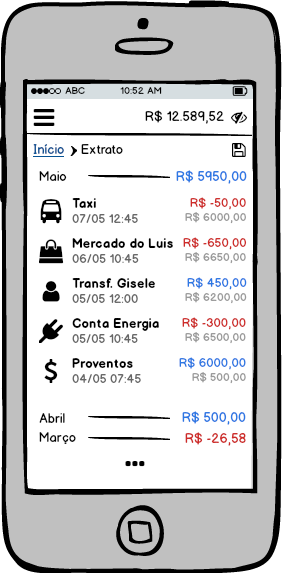 ABC 10:52 AM
R$ 12.589,52
Início Extrato
Maio R$ 5950,00
Taxi R$ -50,00
07/05 12:45 R$ 6000,00
Mercado do Luis R$ -650,00
06/05 10:45 R$ 6650,00
Transf. Gisele R$ 450,00
05/05 12:00 R$ 6200,00
Conta Energia R$ -300,00
05/05 10:45 R$ 6500,00
Proventos R$ 6000,00
04/05 07:45 R$ 500,00
Abril R$ 500,00
Março R$ -26,58